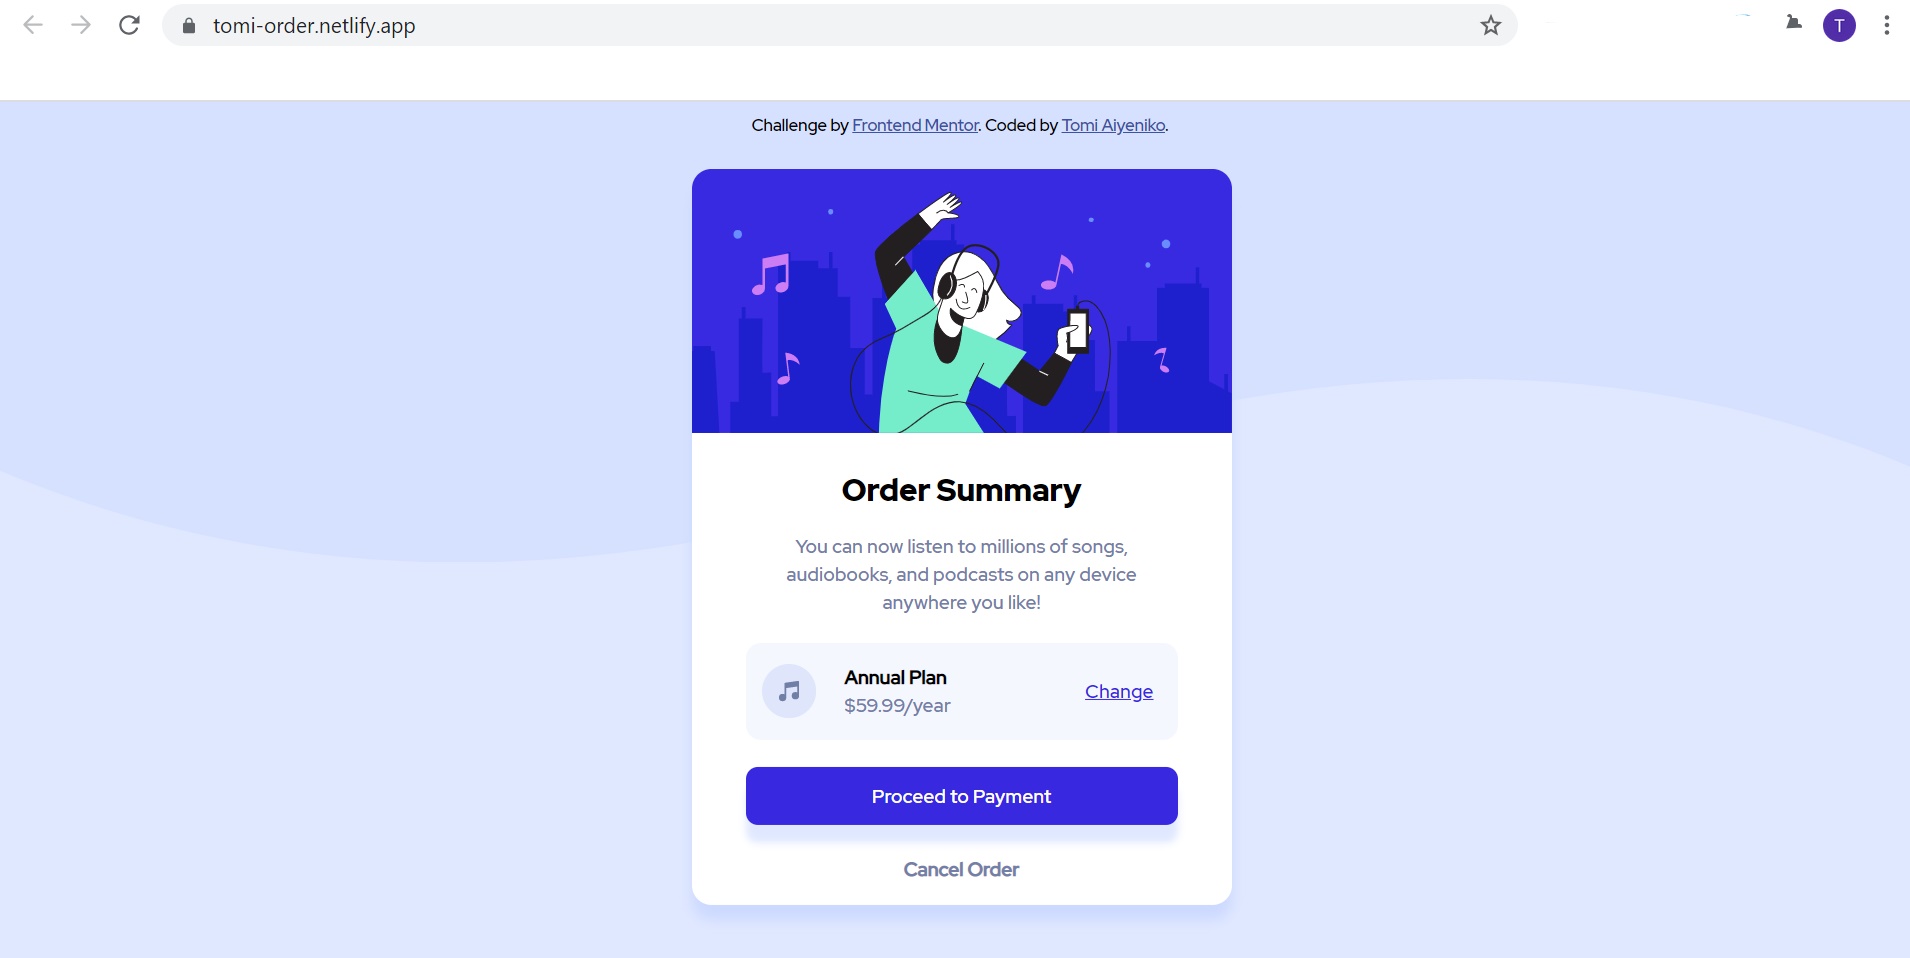 tomi-order.netlify.app
T
Challenge by Frontend Mentor. Coded by Tomi Aiyeniko.
Order Summary
You can now listen to millions of songs,
audiobooks, and podcasts on any device
anywhere you like!
Annual Plan
$59.99/year
Change
Proceed to Payment
Cancel Order